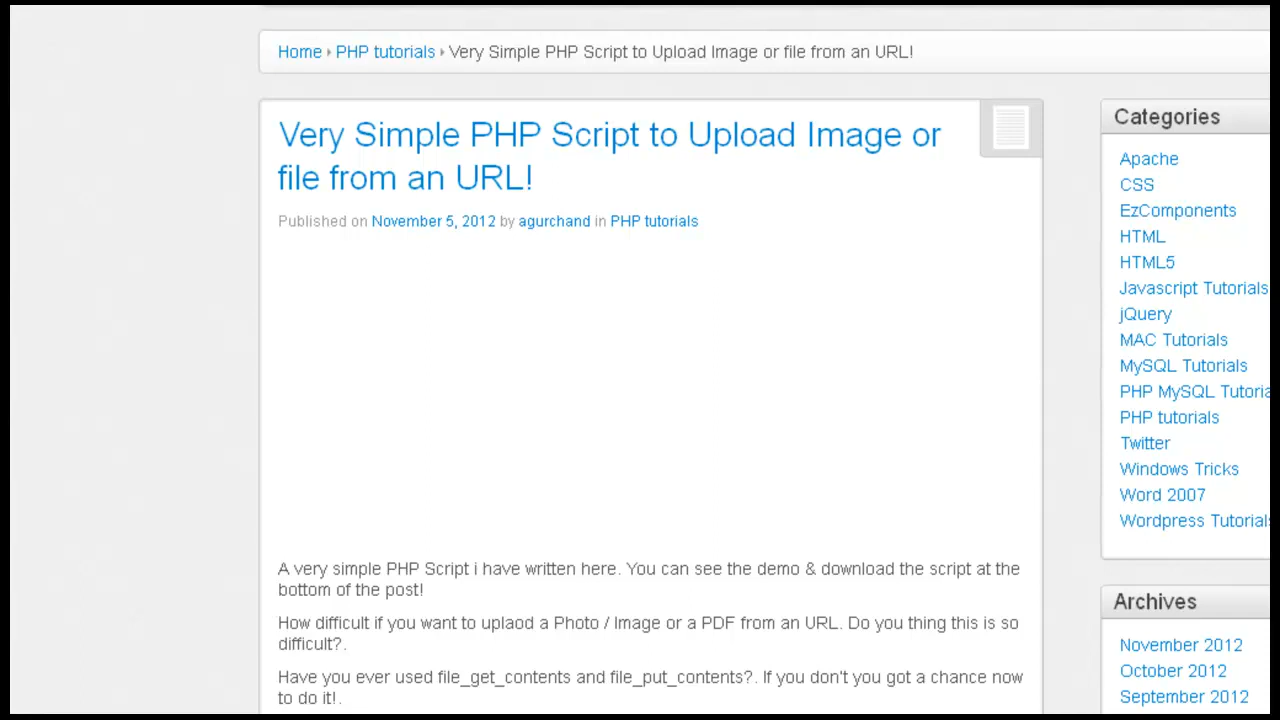 Home › PHP tutorials › Very Simple PHP Script to Upload Image or file from an URL!
Very Simple PHP Script to Upload Image or
file from an URL!
Published on November 5, 2012 by agurchand in PHP tutorials
A very simple PHP Script i have written here. You can see the demo & download the script at the
bottom of the post!
How difficult if you want to uplaod a Photo / Image or a PDF from an URL. Do you thing this is so
difficult?.
Have you ever used file_get_contents and file_put_contents?. If you don't you got a chance now
to do it!.
Categories
Apache
CSS
EzComponents
HTML
HTML5
Javascript Tutorials
jQuery
MAC Tutorials
MySQL Tutorials
PHP MySQL Tutoria
PHP tutorials
Twitter
Windows Tricks
Word 2007
Wordpress Tutorials
Archives
November 2012
October 2012
September 2012